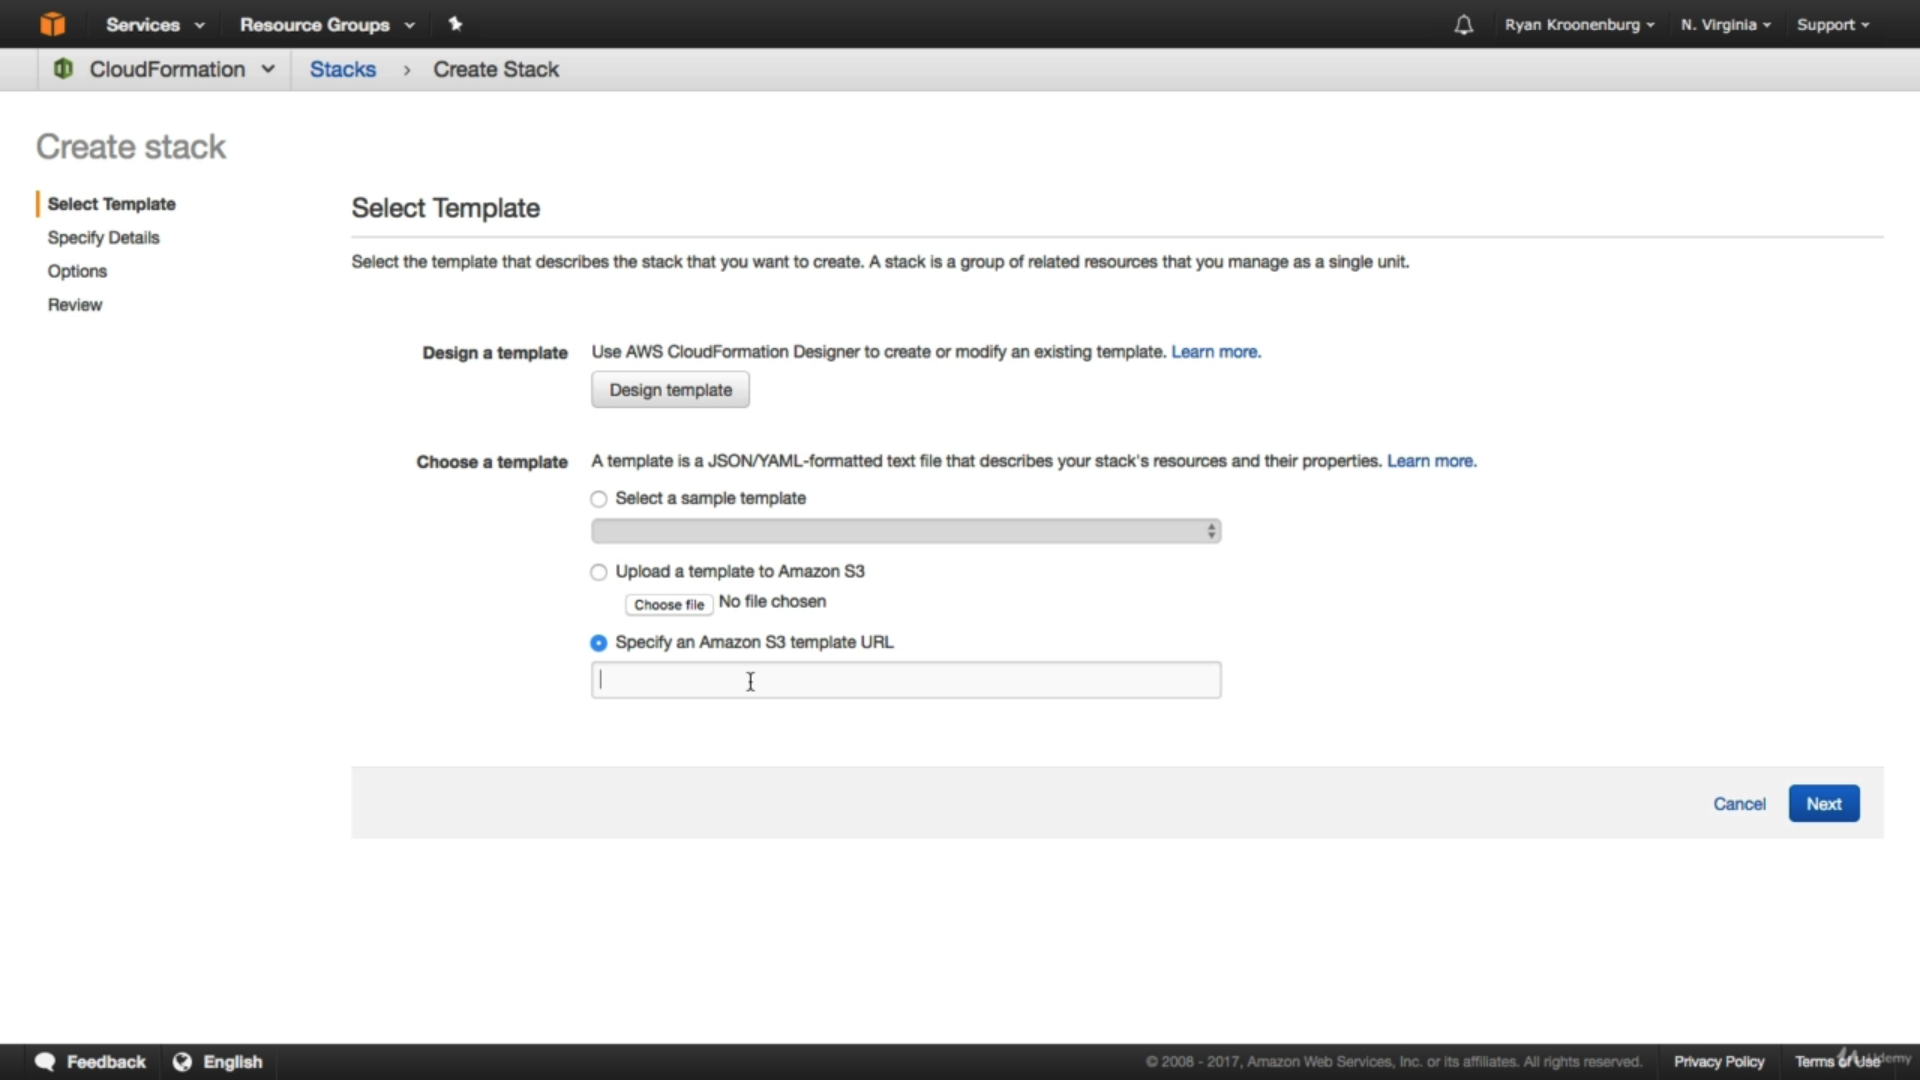 Services
Resource Groups
Ryan Kroonenburg
N. Virginia
Support
CloudFormation
Stacks > Create Stack
Create stack
Select Template
Specify Details
Options
Review
Select Template
Select the template that describes the stack that you want to create. A stack is a group of related resources that you manage as a single unit.
Design a template
Use AWS CloudFormation Designer to create or modify an existing template. Learn more.
Design template
Choose a template
A template is a JSON/YAML-formatted text file that describes your stack's resources and their properties. Learn more.
Select a sample template
Upload a template to Amazon S3
Choose file No file chosen
Specify an Amazon S3 template URL
Cancel
Next
Feedback
English
© 2008 - 2017, Amazon Web Services, Inc. or its affiliates. All rights reserved.
Privacy Policy
Terms of Use
Udemy